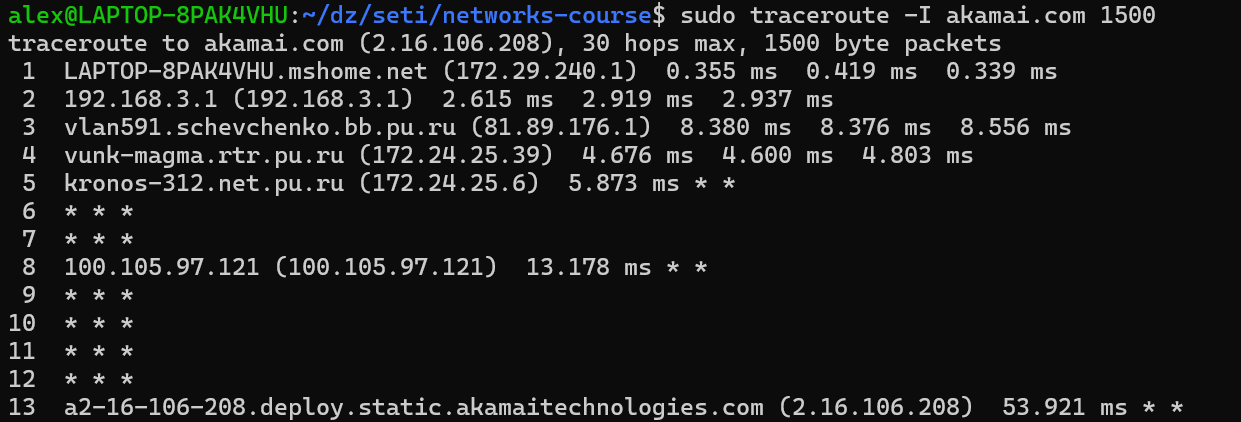 alex@LAPTOP-8PAK4VHU:~/dz/seti/networks-course$ sudo traceroute -I akamai.com 1500
traceroute to akamai.com (2.16.106.208), 30 hops max, 1500 byte packets
 1  LAPTOP-8PAK4VHU.mshome.net (172.29.240.1)  0.355 ms  0.419 ms  0.339 ms
 2  192.168.3.1 (192.168.3.1)  2.615 ms  2.919 ms  2.937 ms
 3  vlan591.schevchenko.bb.pu.ru (81.89.176.1)  8.380 ms  8.376 ms  8.556 ms
 4  vunk-magma.rtr.pu.ru (172.24.25.39)  4.676 ms  4.600 ms  4.803 ms
 5  kronos-312.net.pu.ru (172.24.25.6)  5.873 ms * *
 6  * * *
 7  * * *
 8  100.105.97.121 (100.105.97.121)  13.178 ms * *
 9  * * *
10  * * *
11  * * *
12  * * *
13  a2-16-106-208.deploy.static.akamaitechnologies.com (2.16.106.208)  53.921 ms * *